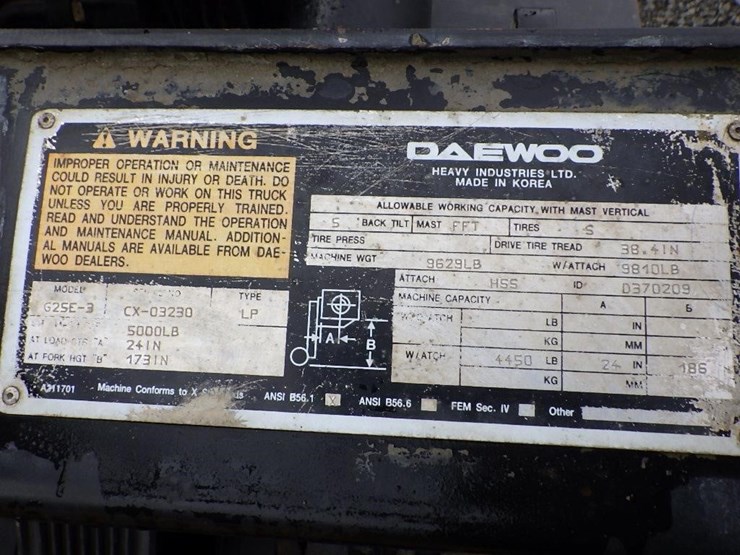 WARNING
IMPROPER OPERATION OR MAINTENANCE
COULD RESULT IN INJURY OR DEATH. DO
NOT OPERATE OR WORK ON THIS TRUCK
UNLESS YOU ARE PROPERLY TRAINED.
READ AND UNDERSTAND THE OPERATION
AND MAINTENANCE MANUAL. ADDITION-
AL MANUALS ARE AVAILABLE FROM DAE-
WOO DEALERS.
MODEL TYPE
G25E-3 CX-03230 LP
5000LB
AT LOAD 24IN
AT FORK HGT B 173IN
A B
DAEWOO
HEAVY INDUSTRIES LTD.
MADE IN KOREA
ALLOWABLE WORKING CAPACITY, WITH MAST VERTICAL
5 BACK TILT MAST FFT TIRES S
TIRE PRESS DRIVE TIRE TREAD 38.4IN
MACHINE WGT 9629LB W/ATTACH 9810LB
ATTACH HSS ID D370209
MACHINE CAPACITY A B
LB IN
KG MM
W/ATCH 4450 LB 24 IN 186
KG MM
A311701 Machine Conforms to ANSI B56.1 X ANSI B56.6 FEM Sec. IV Other